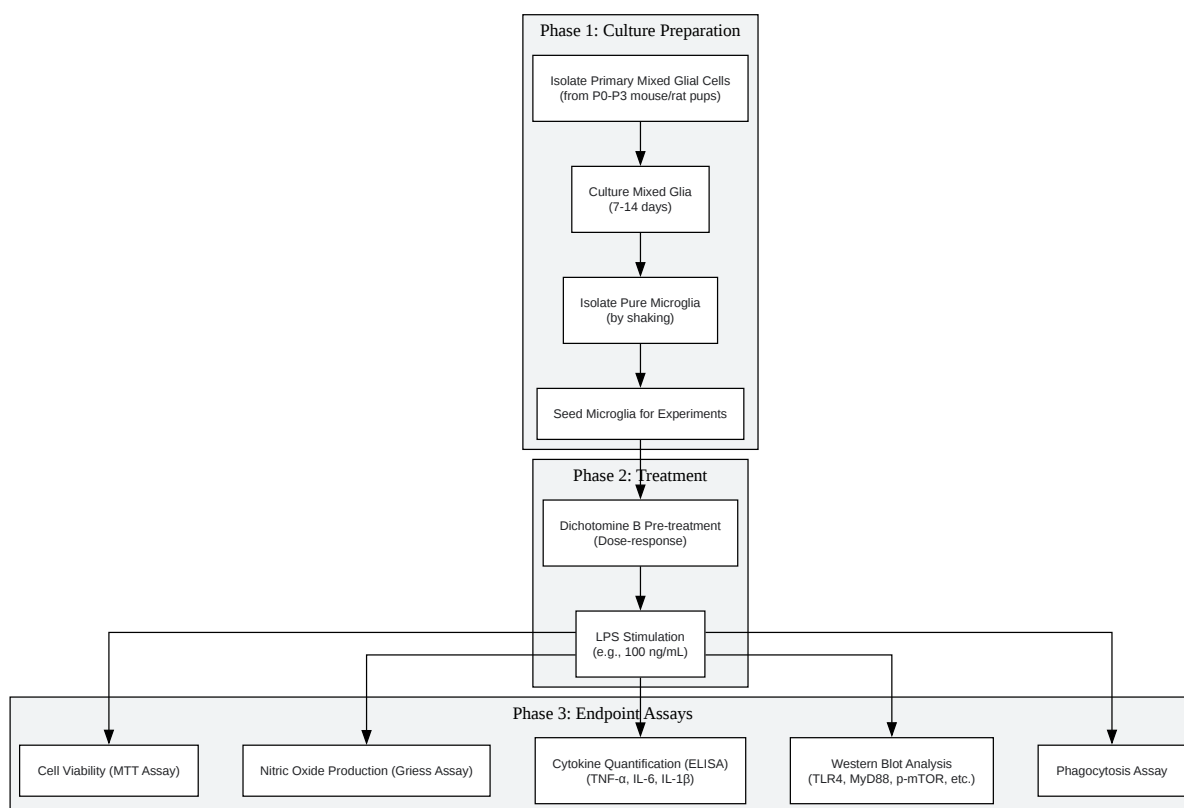 Phase 1: Culture Preparation
Isolate Primary Mixed Glial Cells
(from P0-P3 mouse/rat pups)
Culture Mixed Glia
(7-14 days)
Isolate Pure Microglia
(by shaking)
Seed Microglia for Experiments
Phase 2: Treatment
Dichotomine B Pre-treatment
(Dose-response)
LPS Stimulation
(e.g., 100 ng/mL)
Phase 3: Endpoint Assays
Cell Viability (MTT Assay)
Nitric Oxide Production (Griess Assay)
Cytokine Quantification (ELISA)
(TNF-α, IL-6, IL-1β)
Western Blot Analysis
(TLR4, MyD88, p-mTOR, etc.)
Phagocytosis Assay